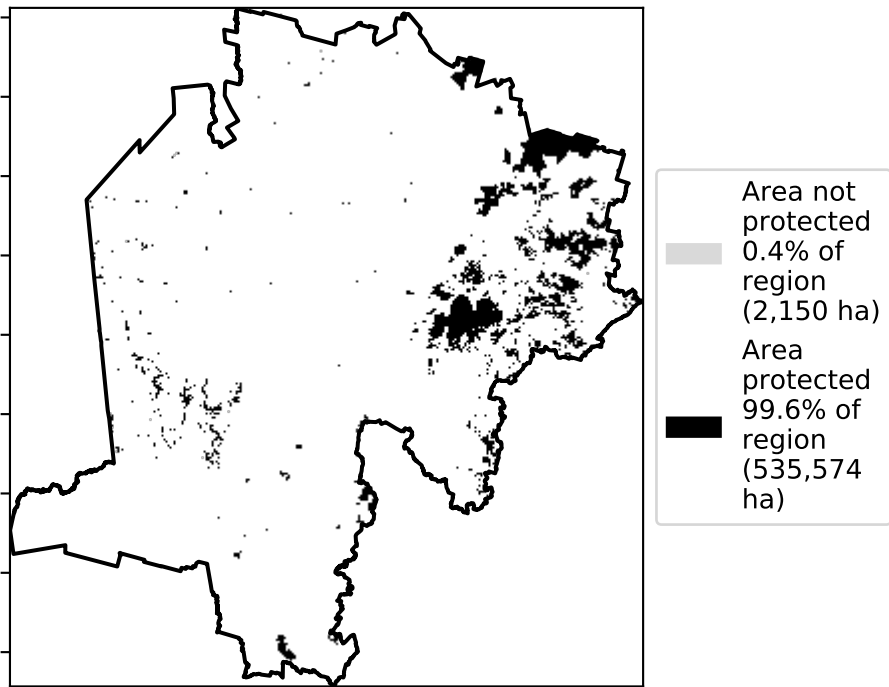 Area not
protected
0.4% of
region
(2,150 ha)
Area
protected
99.6% of
region
(535,574
ha)